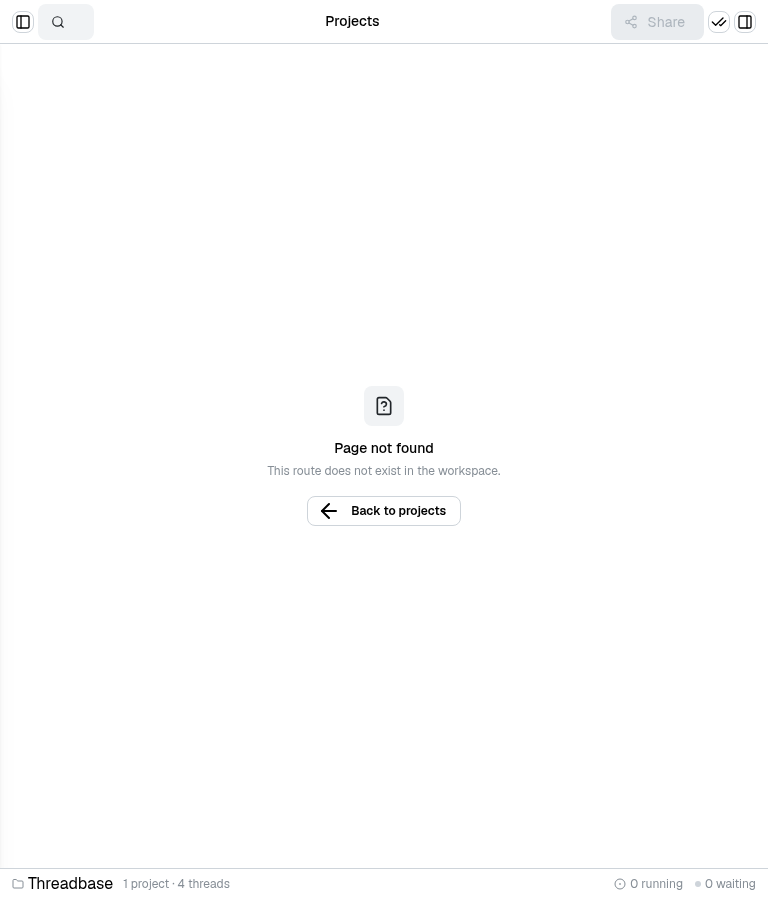 Projects
Share
Page not found
This route does not exist in the workspace.
Back to projects
Threadbase 1 project · 4 threads
0 running 0 waiting